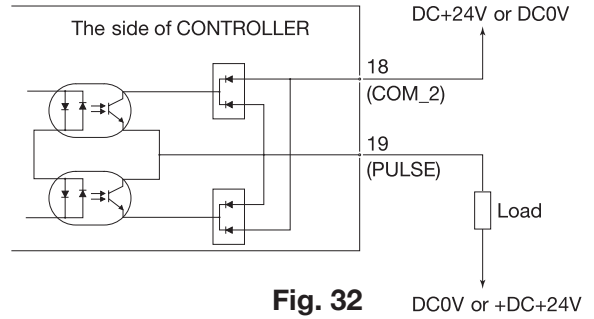 DC+24V or DC0V
The side of CONTROLLER
18
(COM_2)
19
(PULSE)
Load
Fig. 32
DC0V or +DC+24V